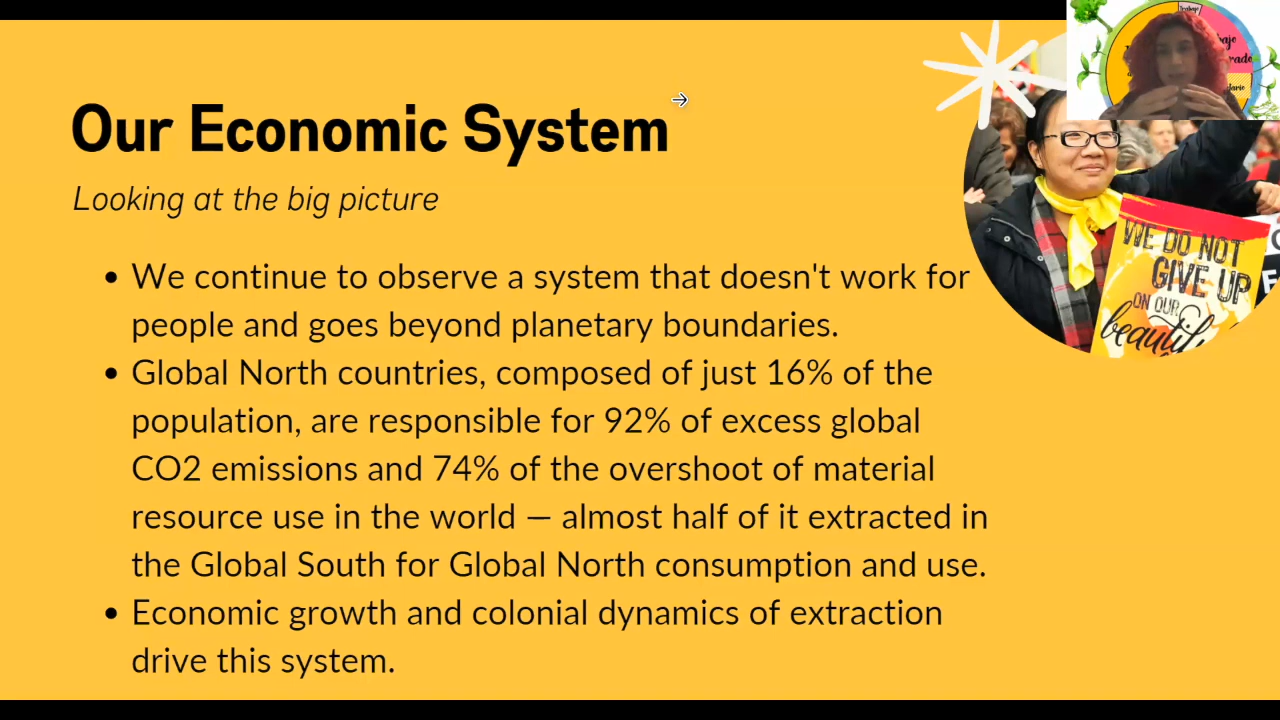 Our Economic System
Looking at the big picture
• We continue to observe a system that doesn't work for
people and goes beyond planetary boundaries.
• Global North countries, composed of just 16% of the
population, are responsible for 92% of excess global
CO2 emissions and 74% of the overshoot of material
resource use in the world — almost half of it extracted in
the Global South for Global North consumption and use.
• Economic growth and colonial dynamics of extraction
drive this system.
WE DO NOT
GIVE UP
ON OUR
beautiful